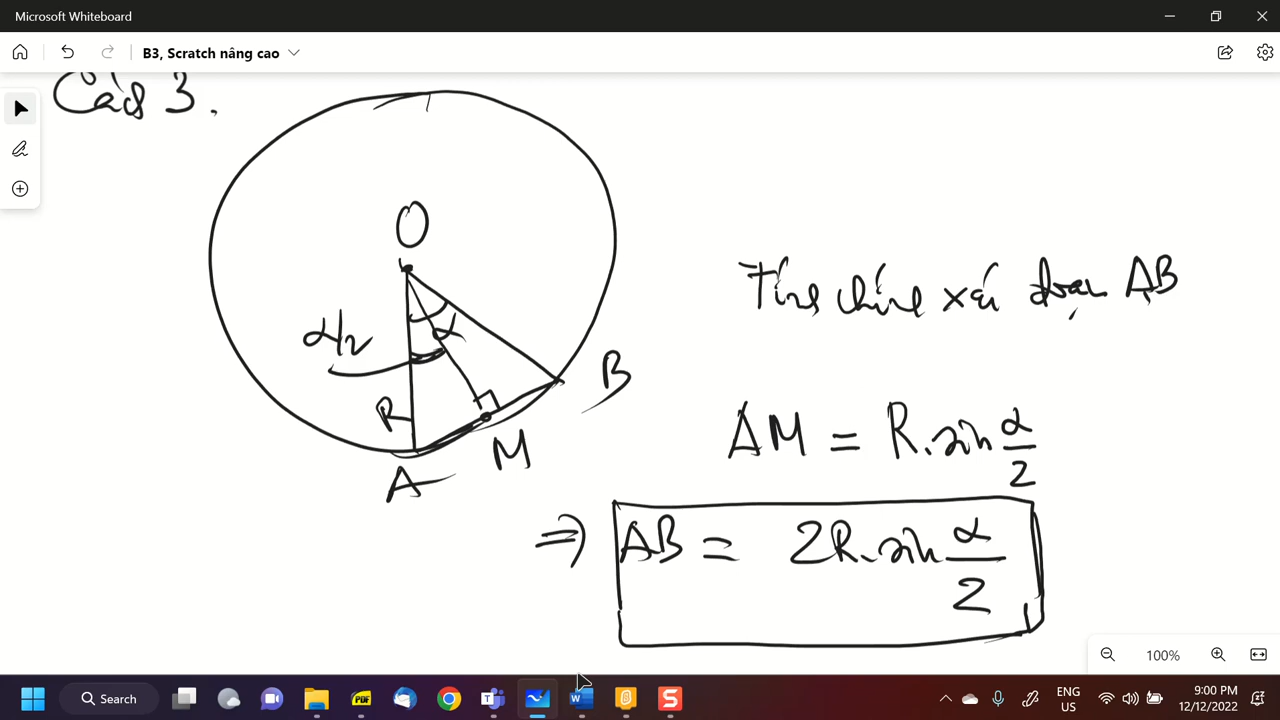 Microsoft Whiteboard
B3, Scratch nâng cao
Cách 3.
O
α/2
α
R
B
M
A
Tính chính xác đoạn AB
AM = R.sin α/2
⇒ AB = 2R.sin α/2
100%
Search
PDF
ENG
US
9:00 PM
12/12/2022